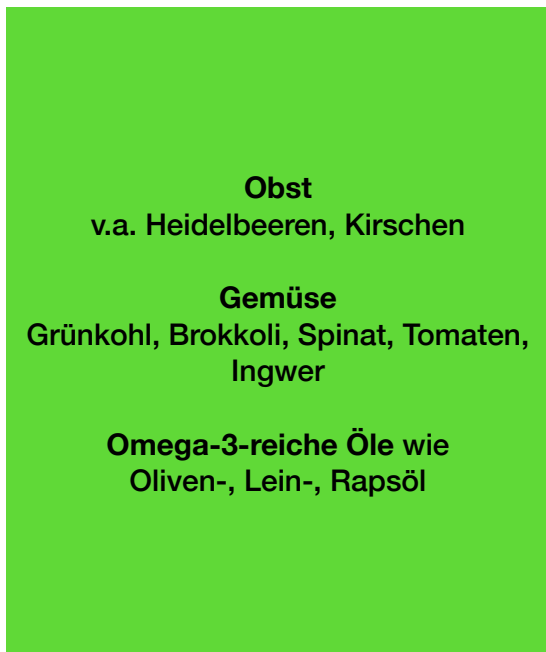 Obst
v.a. Heidelbeeren, Kirschen
Gemüse
Grünkohl, Brokkoli, Spinat, Tomaten,
Ingwer
Omega-3-reiche Öle wie
Oliven-, Lein-, Rapsöl